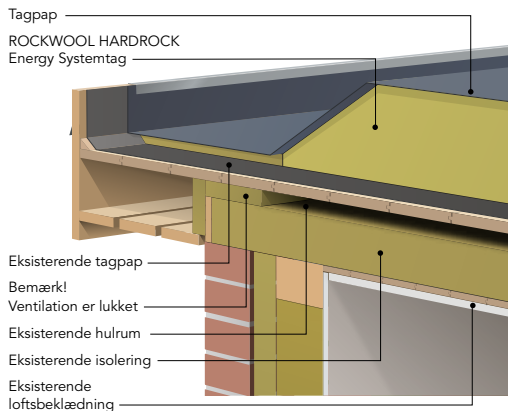 Tagpap
ROCKWOOL HARDROCK
Energy Systemtag
Eksisterende tagpap
Bemærk!
Ventilation er lukket
Eksisterende hulrum
Eksisterende isolering
Eksisterende
loftsbeklædning